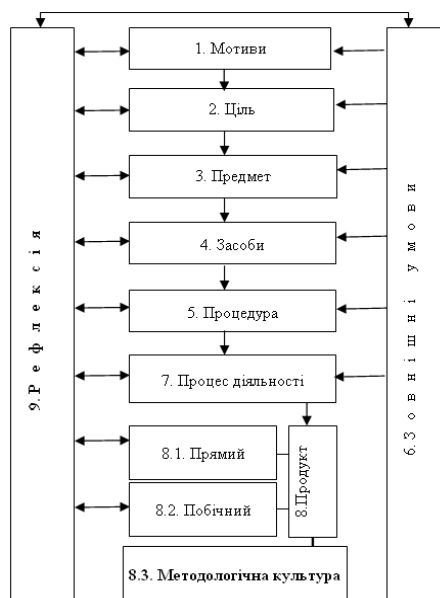 1. Мотиви
2. Ціль
3. Предмет
4. Засоби
5. Процедура
7. Процес діяльності
8.1. Прямий
8.2. Побічний
8.Продукт
8.3. Методологічна культура
9. Р е ф л е к с і я
6.З о в н і ш н і у м о в и